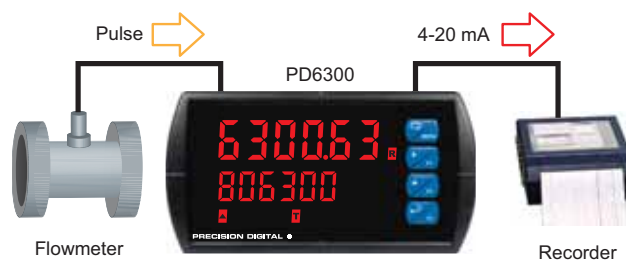 Pulse
4-20 mA
PD6300
6300.63
R
806300
A T
PRECISION DIGITAL
Flowmeter
Recorder